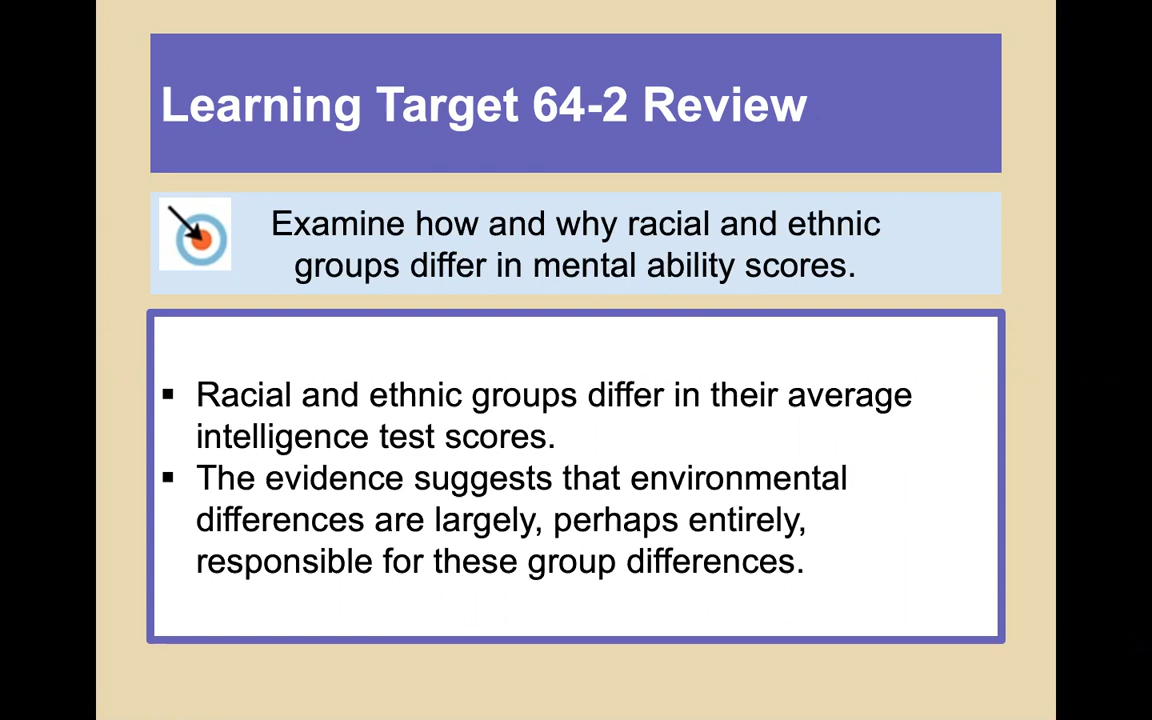 Learning Target 64-2 Review
Examine how and why racial and ethnic
groups differ in mental ability scores.
▪ Racial and ethnic groups differ in their average
intelligence test scores.
▪ The evidence suggests that environmental
differences are largely, perhaps entirely,
responsible for these group differences.